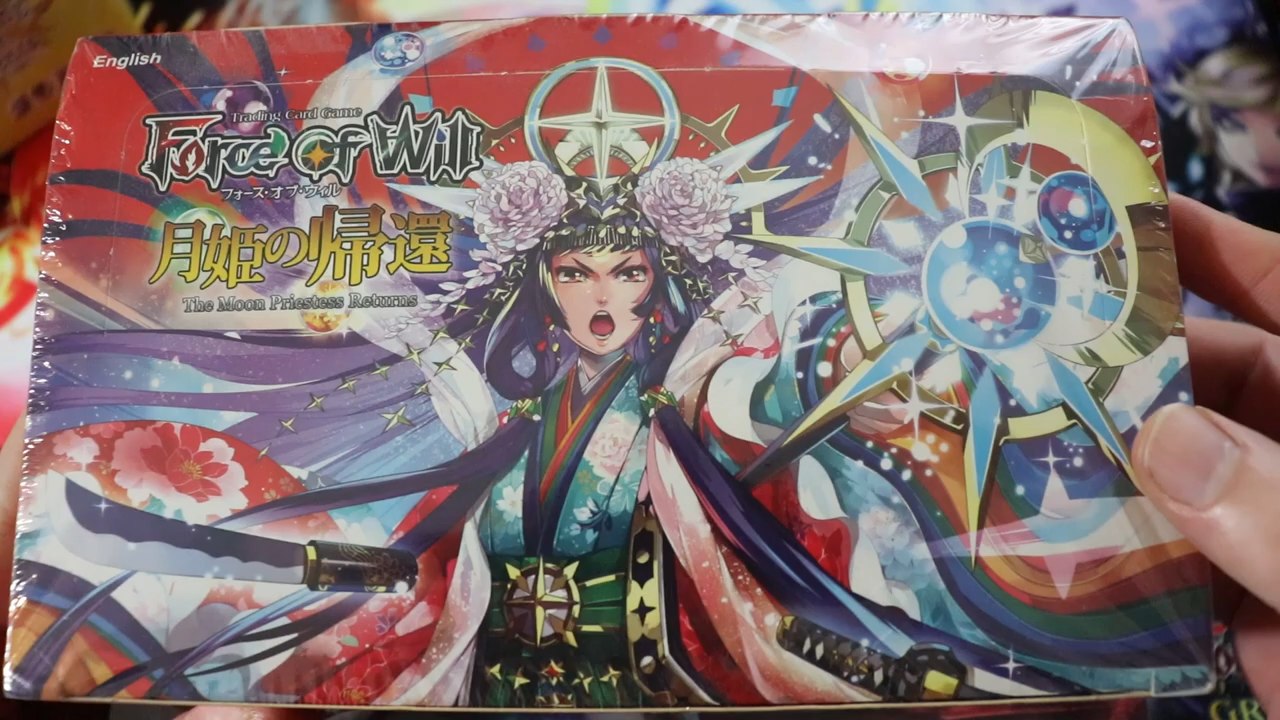 English
Trading Card Game
Force Of Will
フォース・オブ・ウィル
月姫の帰還
The Moon Priestess Returns
GR